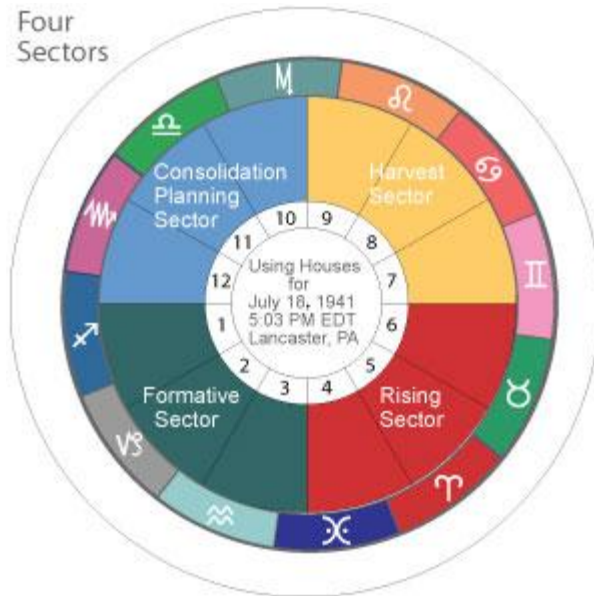 Four
Sectors
Consolidation
Planning
Sector
Harvest
Sector
10
9
11
8
12
7
1
6
2
5
3
4
Using Houses
for
July 18, 1941
5:03 PM EDT
Lancaster, PA
Formative
Sector
Rising
Sector